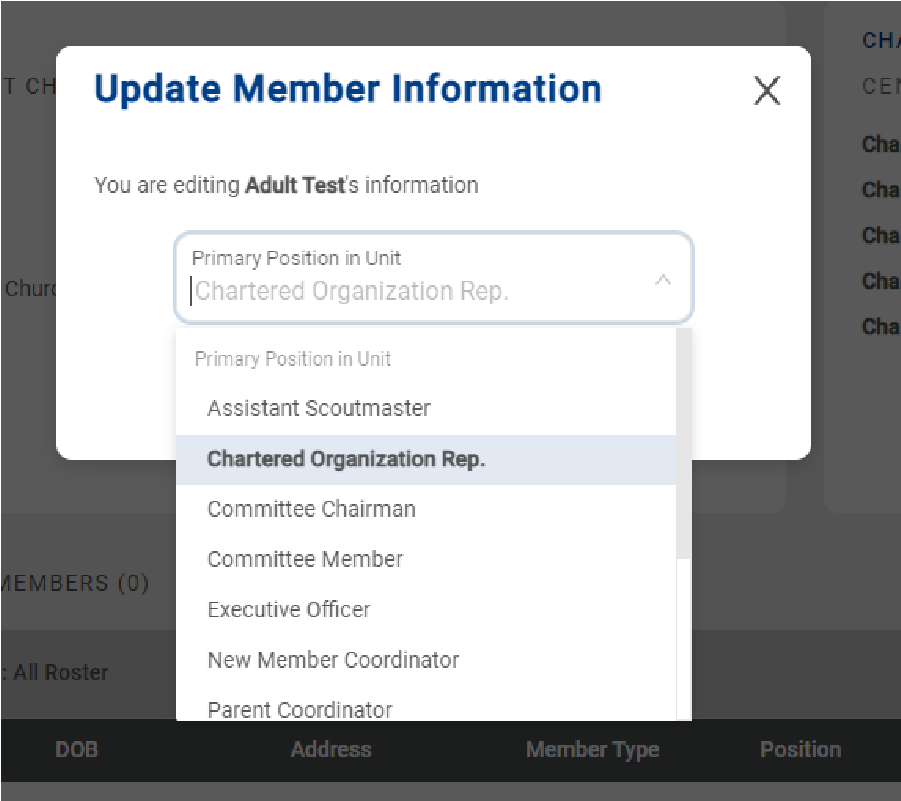 CHA
Update Member Information
T CH
CEN
Cha
You are editing Adult Test's information
Cha
Cha
Primary Position in Unit
Chartered Organization Rep.
Churc
Cha
Cha
Primary Position in Unit
Assistant Scoutmaster
Chartered Organization Rep.
Committee Chairman
Committee Member
MEMBERS (0)
Executive Officer
New Member Coordinator
: All Roster
Parent Coordinator
DOB Address Member Type Position